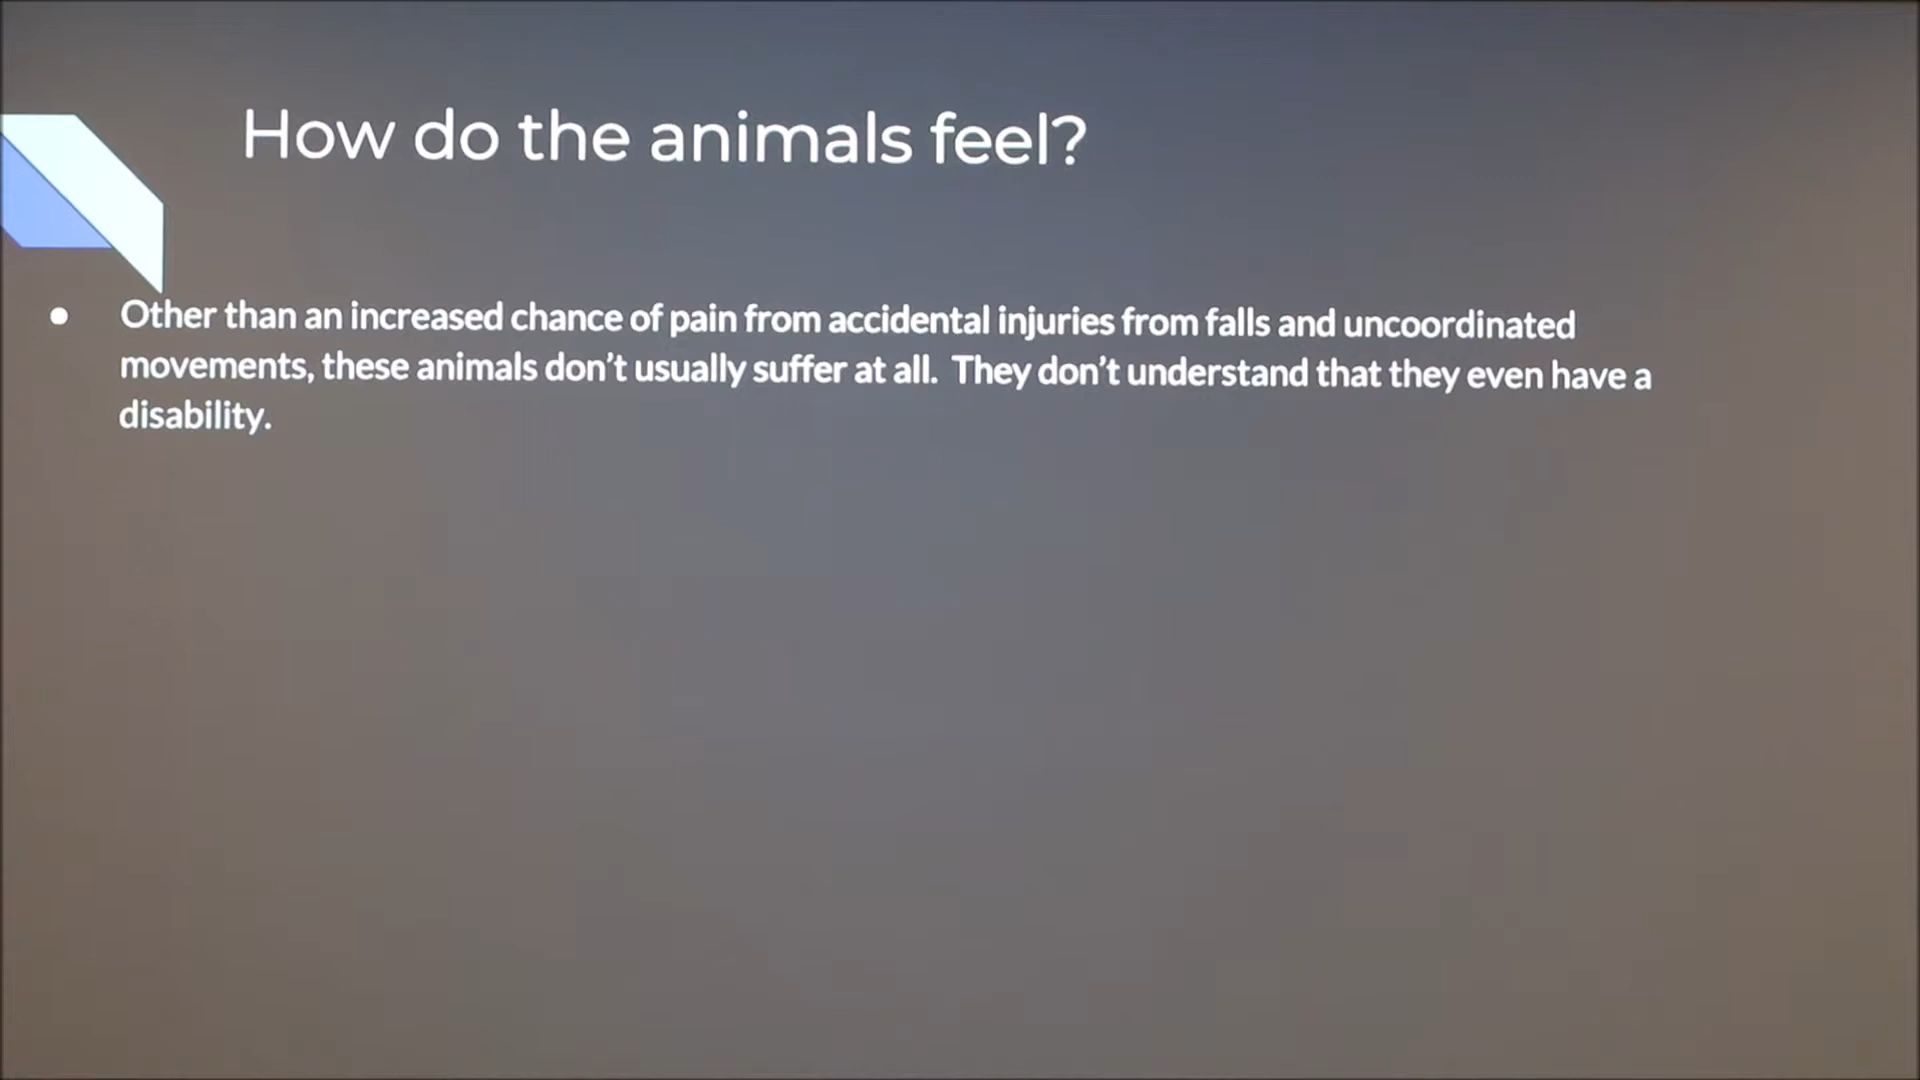 How do the animals feel?
● Other than an increased chance of pain from accidental injuries from falls and uncoordinated
movements, these animals don’t usually suffer at all.  They don’t understand that they even have a
disability.